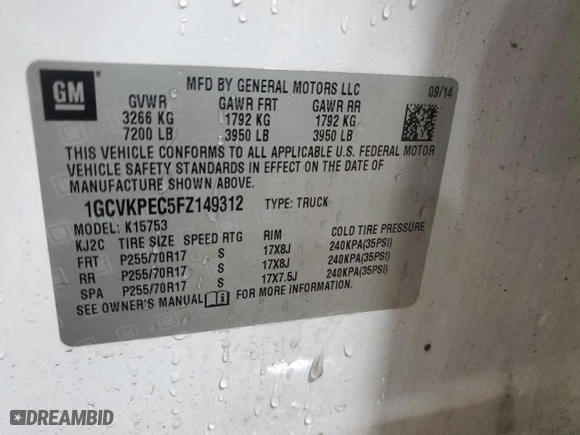 GM ®
MFD BY GENERAL MOTORS LLC 09/14
GVWR GAWR FRT GAWR RR
3266 KG 1792 KG 1792 KG
7200 LB 3950 LB 3950 LB
THIS VEHICLE CONFORMS TO ALL APPLICABLE U.S. FEDERAL MOTOR
VEHICLE SAFETY STANDARDS IN EFFECT ON THE DATE OF
MANUFACTURE SHOWN ABOVE.
1GCVKPEC5FZ149312 TYPE: TRUCK
MODEL: K15753
KJ2C TIRE SIZE SPEED RTG RIM COLD TIRE PRESSURE
FRT P255/70R17 S 17X8J 240KPA(35PSI)
RR P255/70R17 S 17X8J 240KPA(35PSI)
SPA P255/70R17 S 17X7.5J 240KPA(35PSI)
SEE OWNER'S MANUAL FOR MORE INFORMATION.
DREAMBID